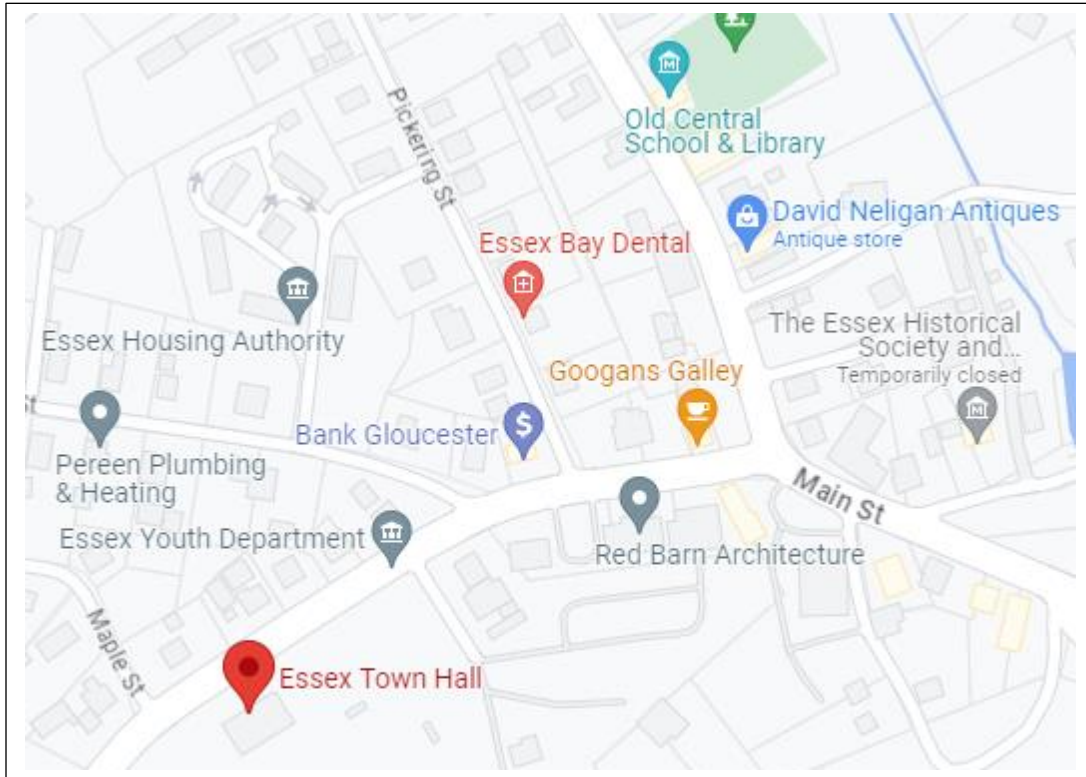 Pickering St
Old Central
School & Library
David Neligan Antiques
Antique store
Essex Bay Dental
The Essex Historical
Society and...
Temporarily closed
Essex Housing Authority
Googans Galley
St
Bank Gloucester
$
Pereen Plumbing
& Heating
Main St
Essex Youth Department
Red Barn Architecture
Maple St
Essex Town Hall